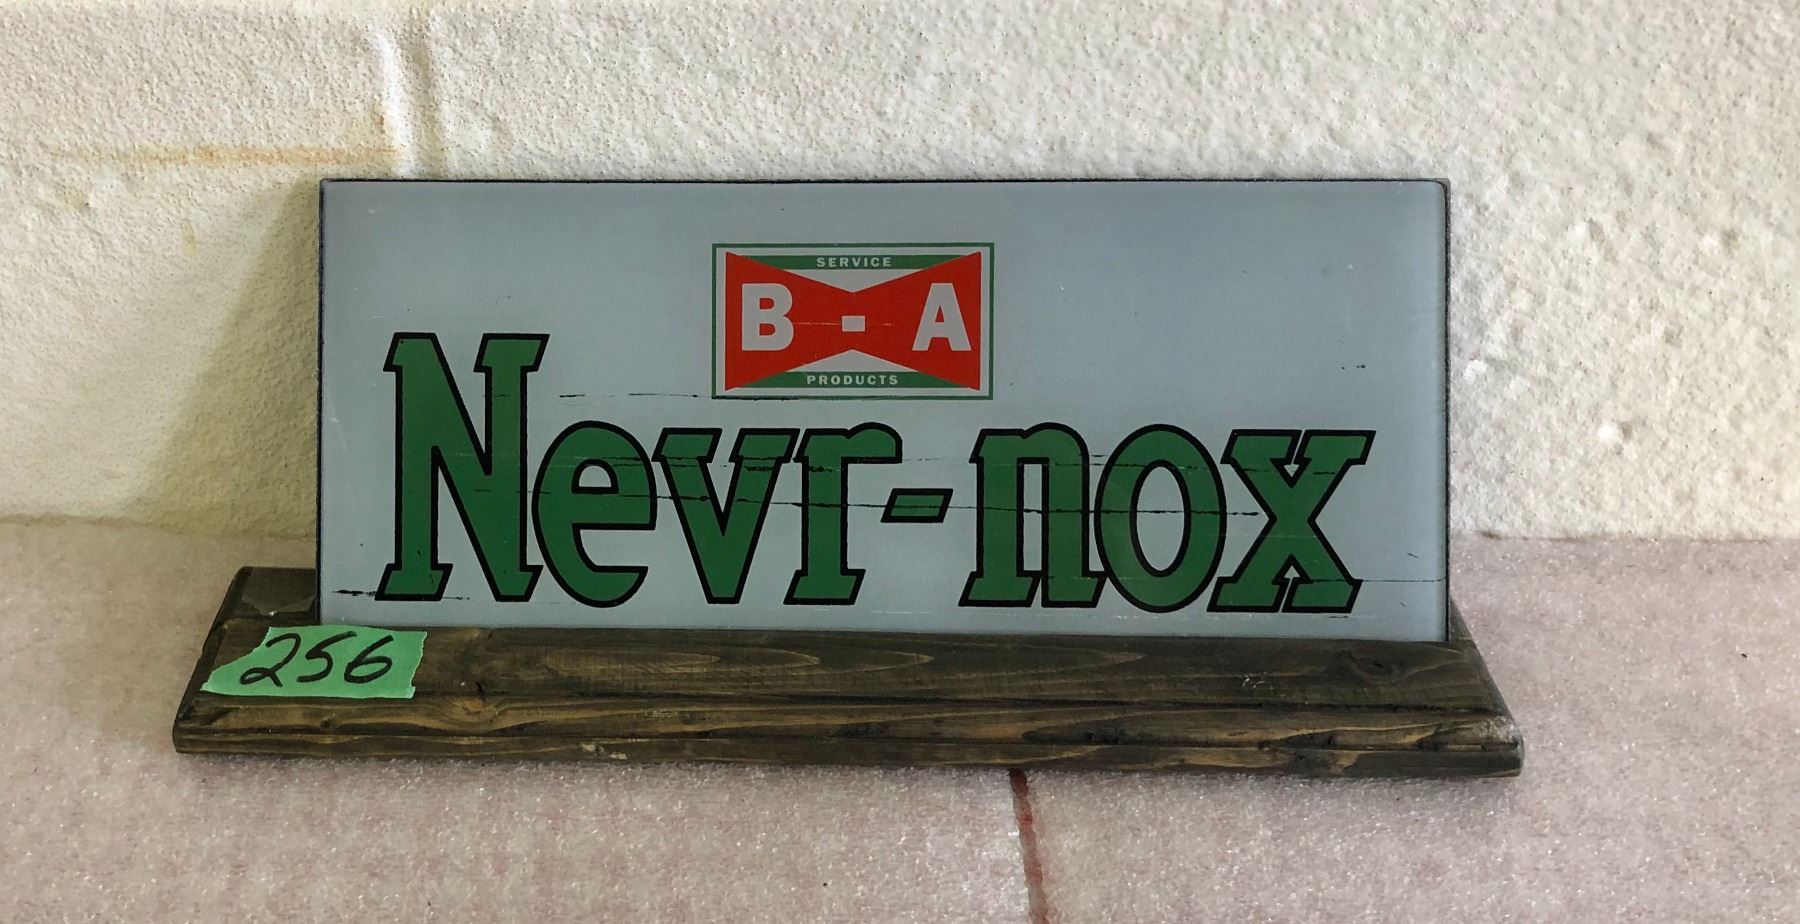 SERVICE
B-A
PRODUCTS
Nevr-nox
256